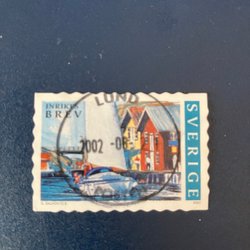 INRIKES
BREV
SVERIGE
LUND
2002 -06-